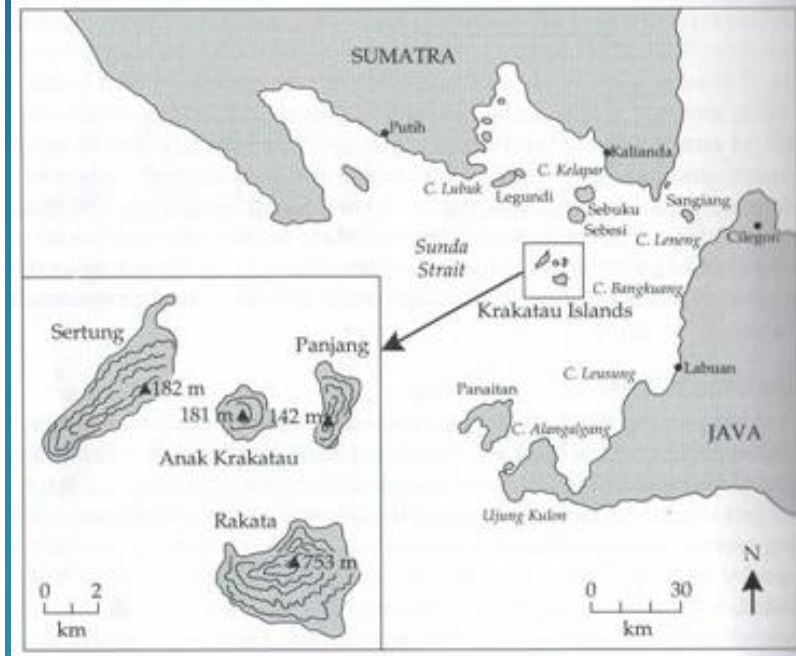 SUMATRA
Putih
Kalianda
C. Lubuk
Legundi
C. Kelapar
Sebuku
Sebesi
Sangiang
C. Leneng
Cilegon
Sunda
Strait
C. Bangkuang
Krakatau Islands
C. Leusung
Labuan
Panaitan
C. Alangalgang
JAVA
Ujung Kulon
Sertung
182 m
Panjang
181 m
142 m
Anak Krakatau
Rakata
753 m
0 2
km
0 30
km
N